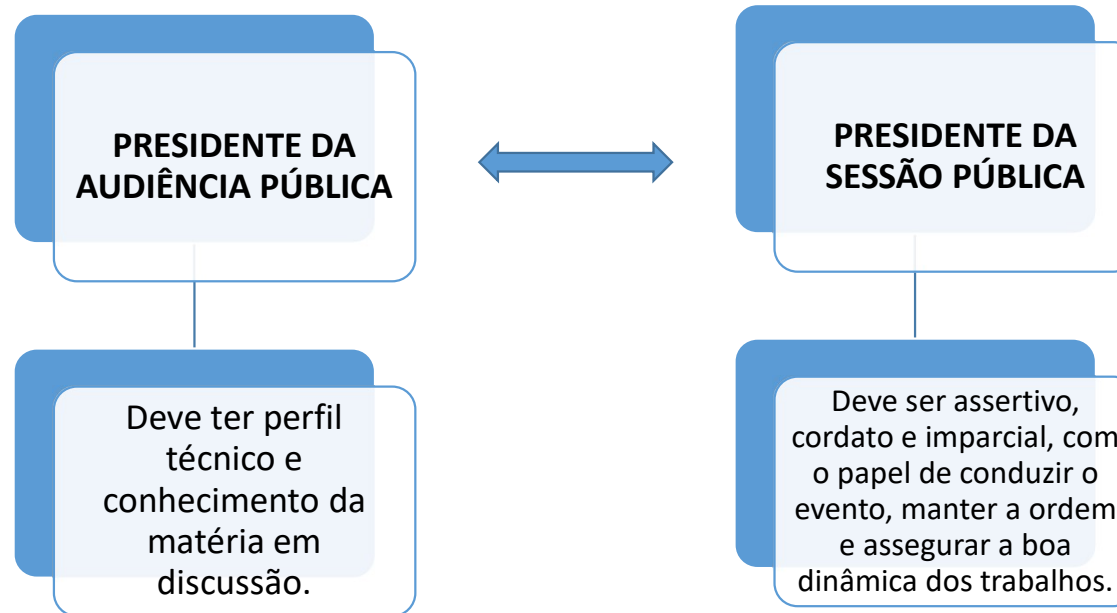 PRESIDENTE DA
AUDIÊNCIA PÚBLICA
Deve ter perfil
técnico e
conhecimento da
matéria em
discussão.
PRESIDENTE DA
SESSÃO PÚBLICA
Deve ser assertivo,
cordato e imparcial, com
o papel de conduzir o
evento, manter a ordem
e assegurar a boa
dinâmica dos trabalhos.